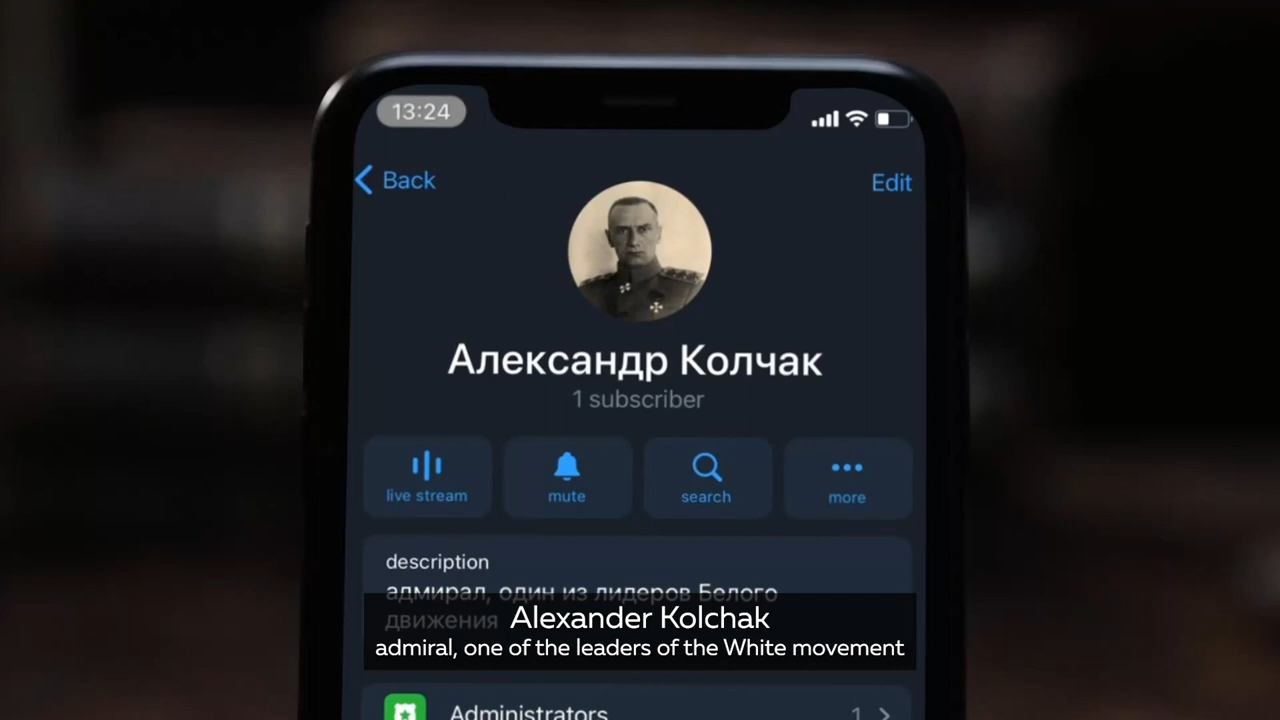 13:24
Back
Edit
Александр Колчак
1 subscriber
live stream
mute
search
more
description
адмирал, один из лидеров Белого
движения
Alexander Kolchak
admiral, one of the leaders of the White movement
Administrators
1